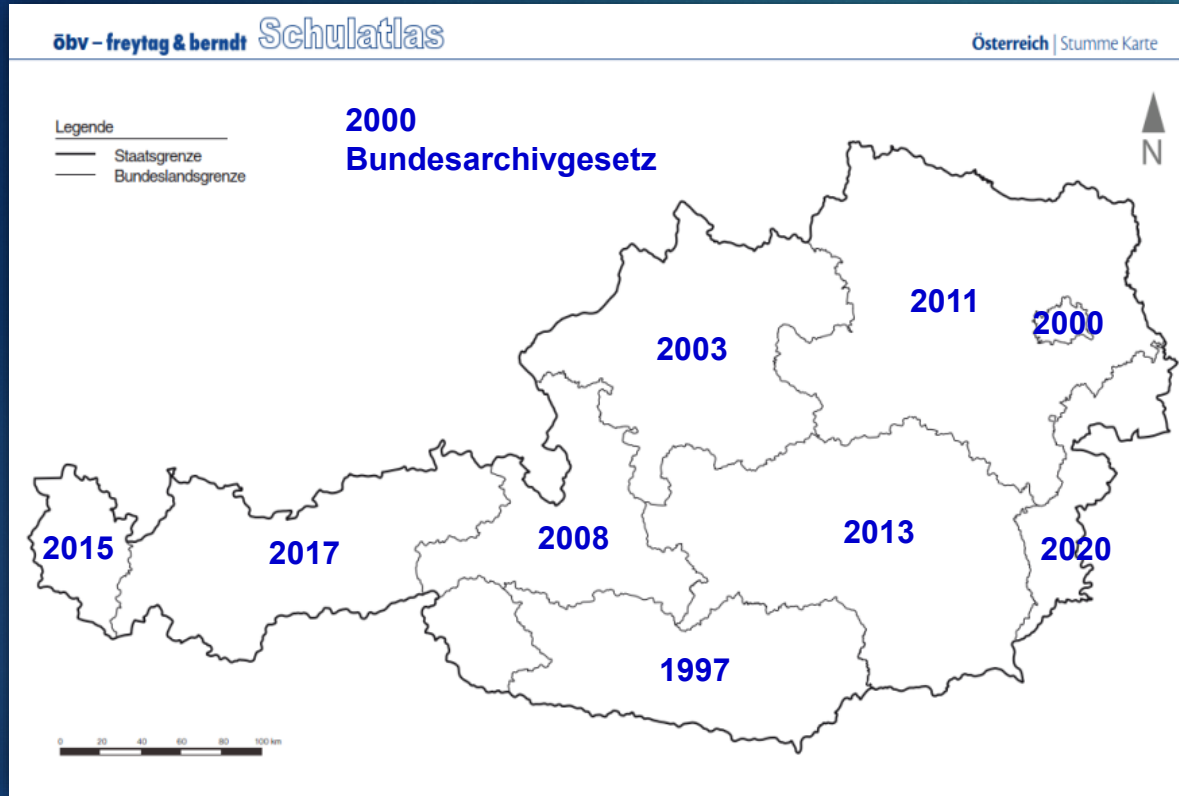 öbv – freytag & berndt Schulatlas
Österreich | Stumme Karte
Legende
Staatsgrenze
Bundeslandsgrenze
2000
Bundesarchivgesetz
N
2011
2000
2003
2015
2017
2008
2013
2020
1997
0 20 40 60 80 100 km